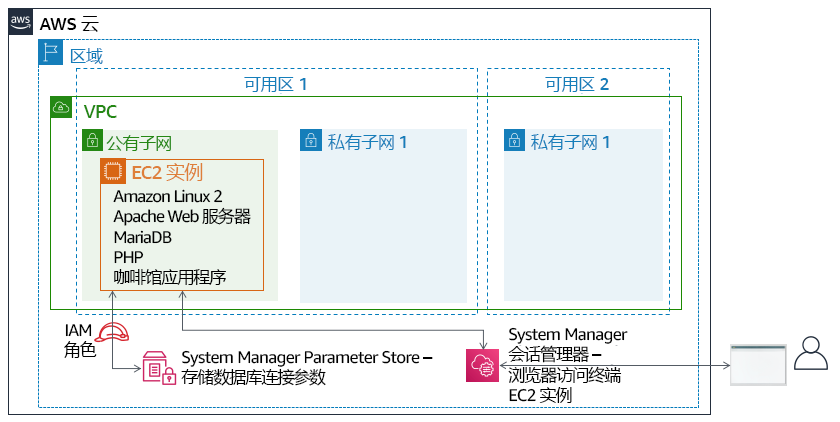 aws
AWS 云
区域
可用区 1
可用区 2
VPC
公有子网
私有子网 1
私有子网 1
EC2 实例
Amazon Linux 2
Apache Web 服务器
MariaDB
PHP
咖啡馆应用程序
IAM
角色
System Manager Parameter Store –
存储数据库连接参数
System Manager
会话管理器 –
浏览器访问终端
EC2 实例